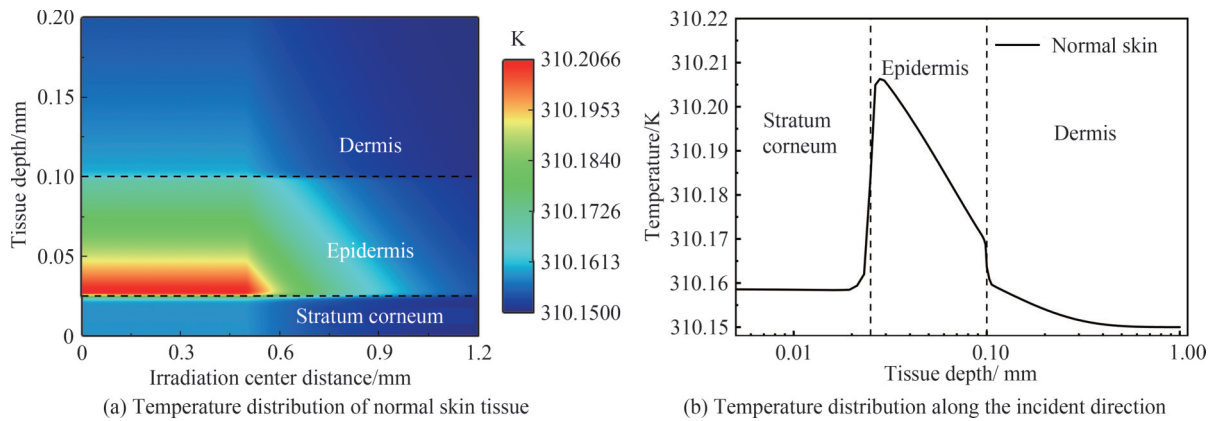 0.20
0.15
0.10
0.05
0
Tissue depth/mm
Dermis
Epidermis
Stratum corneum
0
0.3
0.6
0.9
1.2
Irradiation center distance/mm
K
310.2066
310.1953
310.1840
310.1726
310.1613
310.1500
(a) Temperature distribution of normal skin tissue
310.22
310.21
310.20
310.19
310.18
310.17
310.16
310.15
Temperature/K
Normal skin
Epidermis
Stratum
corneum
Dermis
0.01
0.10
1.00
Tissue depth/ mm
(b) Temperature distribution along the incident direction